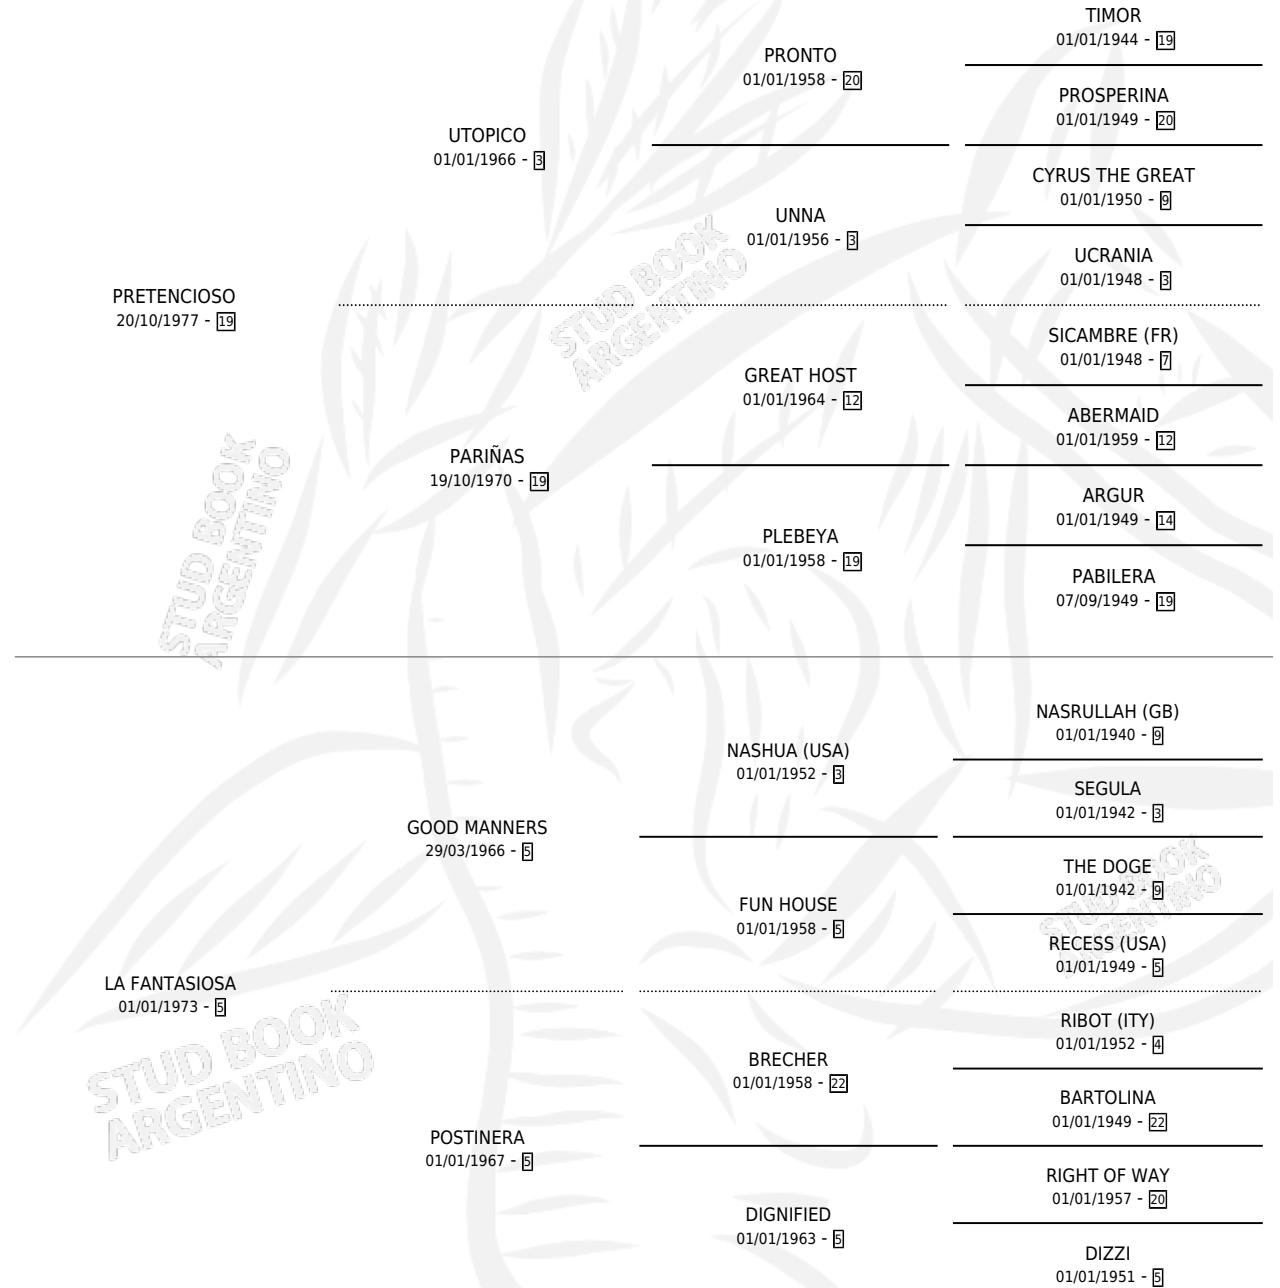 TIMOR
01/01/1944 - 19
PRONTO
01/01/1958 - 20
PROSPERINA
01/01/1949 - 20
UTOPICO
01/01/1966 - 3
CYRUS THE GREAT
01/01/1950 - 9
UNNA
01/01/1956 - 3
UCRANIA
01/01/1948 - 3
PRETENCIOSO
20/10/1977 - 19
SICAMBRE (FR)
01/01/1948 - 7
GREAT HOST
01/01/1964 - 12
ABERMAID
01/01/1959 - 12
PARIÑAS
19/10/1970 - 19
ARGUR
01/01/1949 - 14
PLEBEYA
01/01/1958 - 19
PABILERA
07/09/1949 - 19
STUD BOOK
ARGENTINO
STUD BOOK
ARGENTINO
NASRULLAH (GB)
01/01/1940 - 9
NASHUA (USA)
01/01/1952 - 3
SEGULA
01/01/1942 - 3
GOOD MANNERS
29/03/1966 - 5
THE DOGE
01/01/1942 - 9
FUN HOUSE
01/01/1958 - 5
RECESS (USA)
01/01/1949 - 5
STUD BOOK
ARGENTINO
LA FANTASIOSA
01/01/1973 - 5
RIBOT (ITY)
01/01/1952 - 4
BRECHER
01/01/1958 - 22
BARTOLINA
01/01/1949 - 22
STUD BOOK
ARGENTINO
POSTINERA
01/01/1967 - 5
RIGHT OF WAY
01/01/1957 - 20
DIGNIFIED
01/01/1963 - 5
DIZZI
01/01/1951 - 5